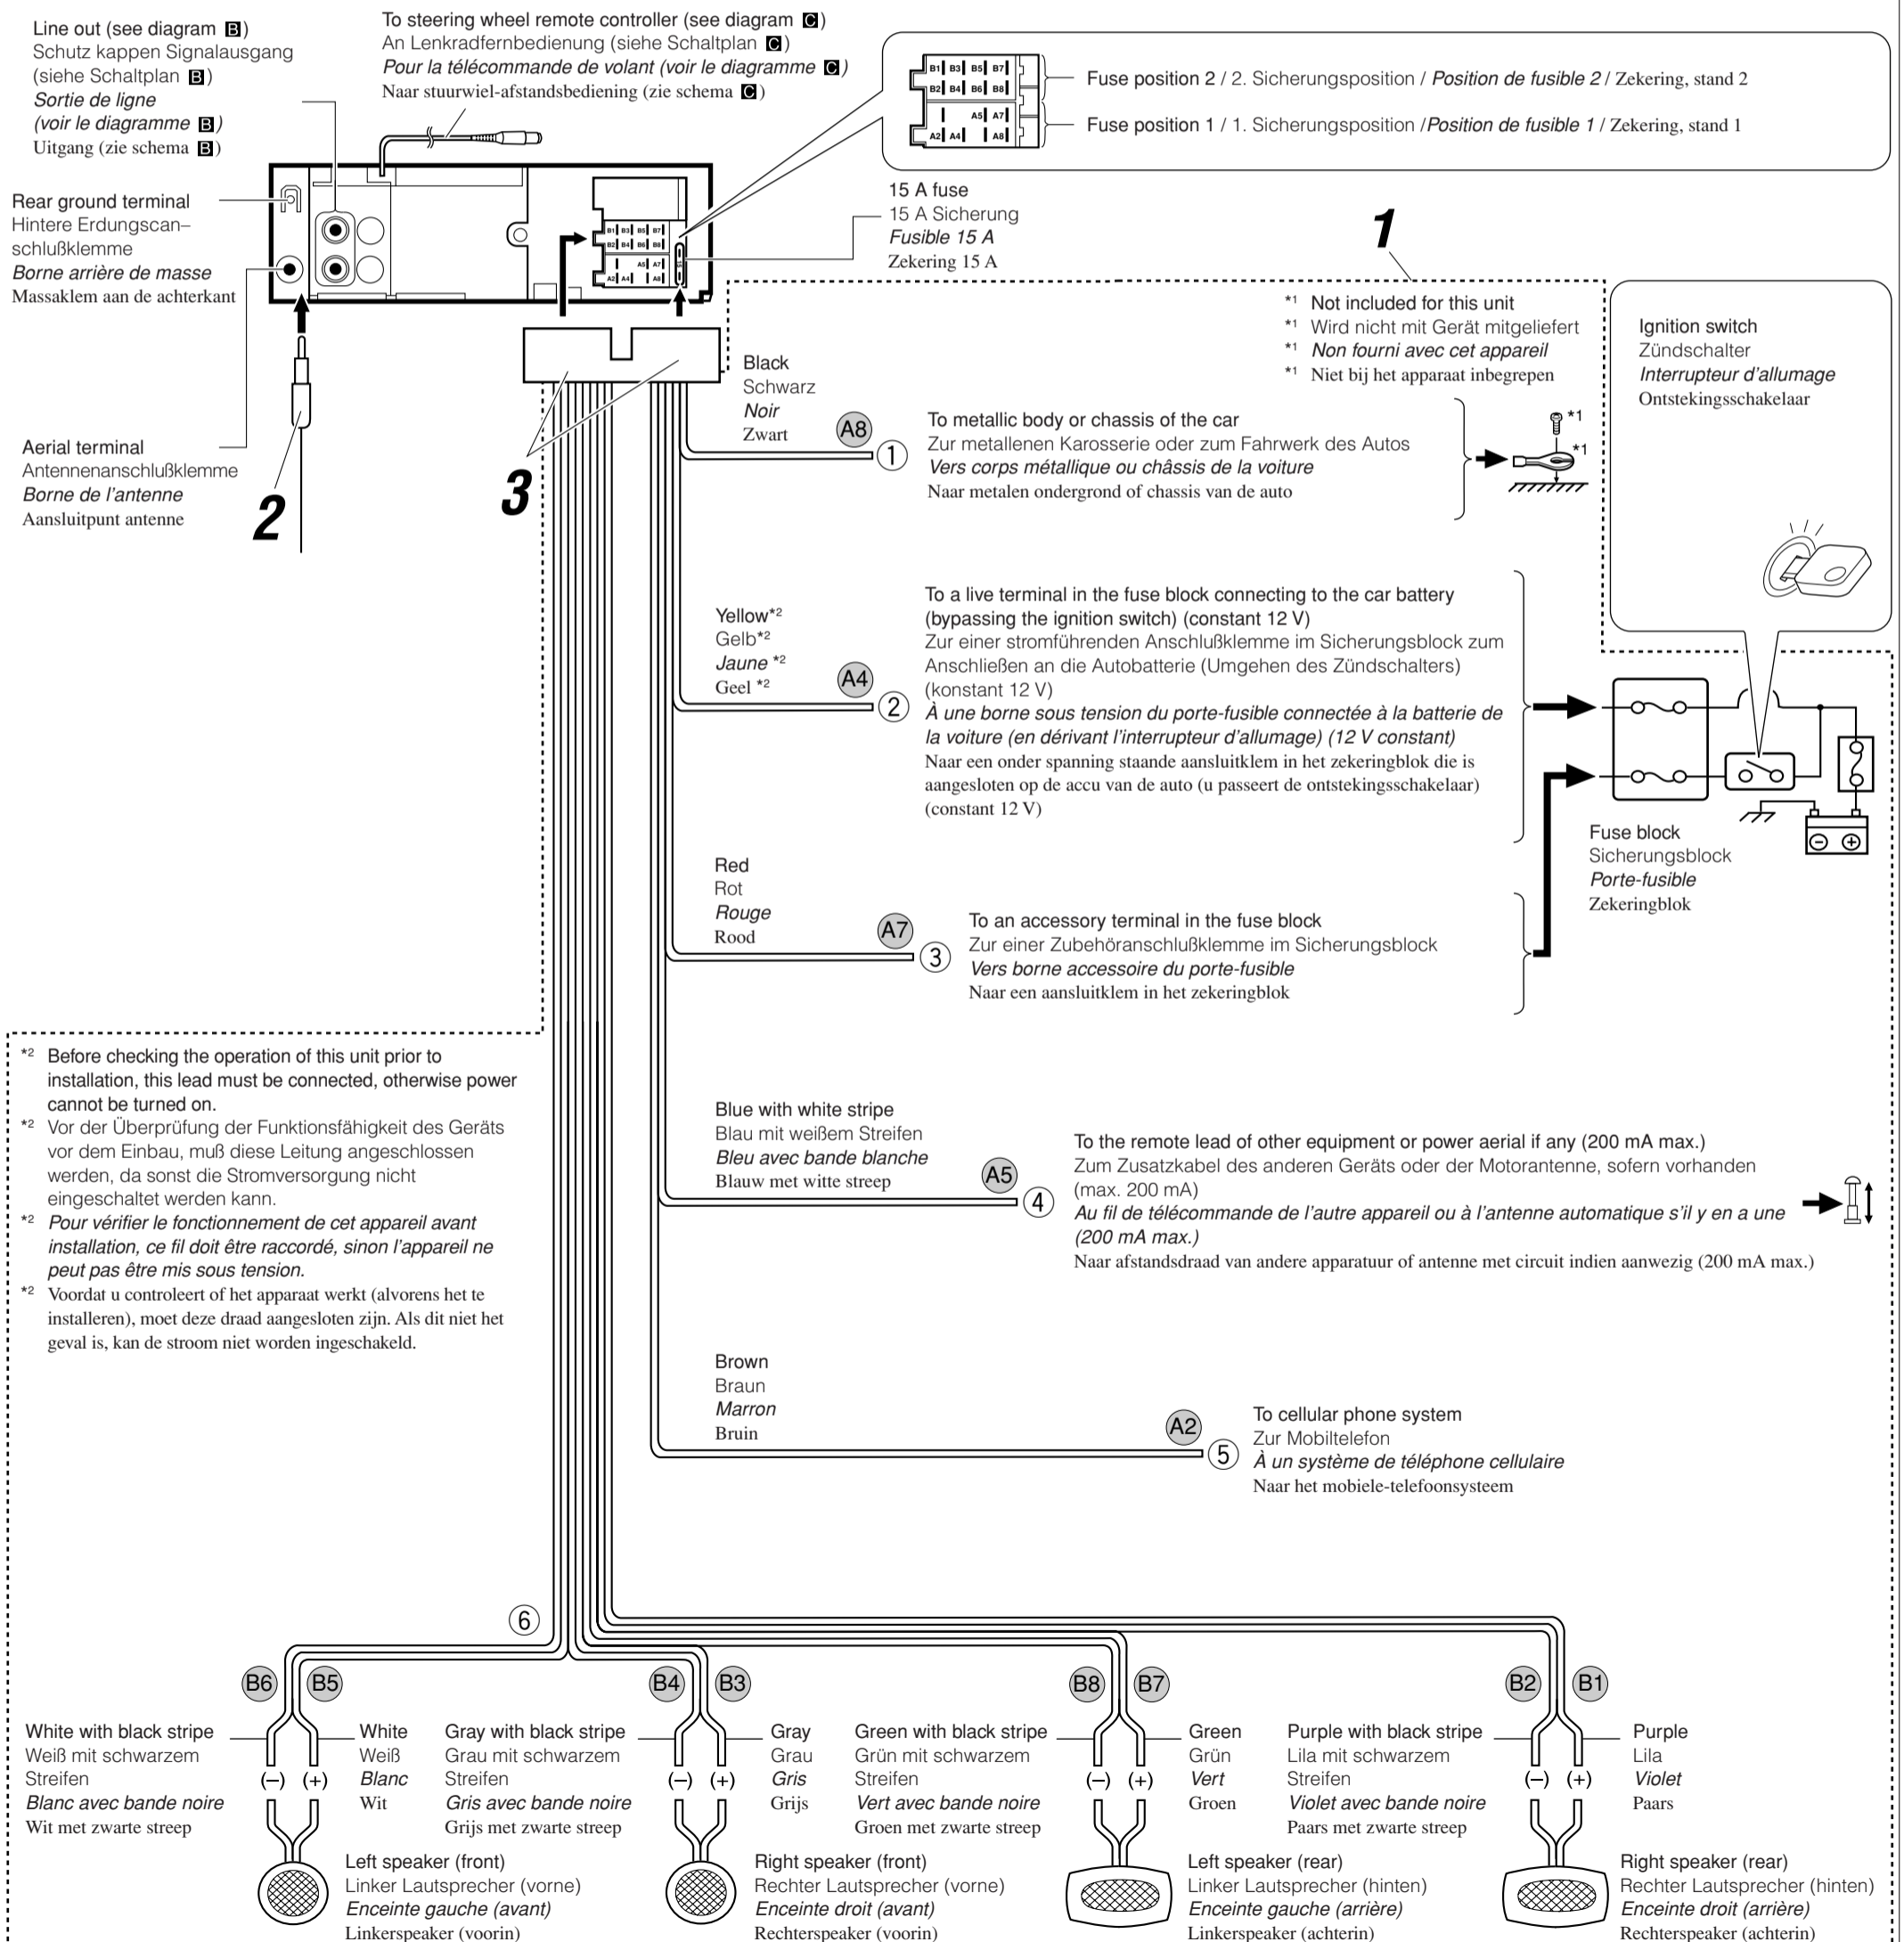 Line out (see diagram B)
Schutz kappen Signalausgang
(siehe Schaltplan B)
Sortie de ligne
(voir le diagramme B)
Uitgang (zie schema B)
To steering wheel remote controller (see diagram C)
An Lenkradfernbedienung (siehe Schaltplan C)
Pour la télécommande de volant (voir le diagramme C)
Naar stuurwiel-afstandsbediening (zie schema C)
B1 B3 B5 B7
B2 B4 B6 B8
A5 A7
A2 A4 A8
Fuse position 2 / 2. Sicherungsposition / Position de fusible 2 / Zekering, stand 2
Fuse position 1 / 1. Sicherungsposition /Position de fusible 1 / Zekering, stand 1
Rear ground terminal
Hintere Erdungscan–
schlußklemme
Borne arrière de masse
Massaklem aan de achterkant
B1 B3 B5 B7
B2 B4 B6 B8
A5 A7
A2 A4 A8
15 A fuse
15 A Sicherung
Fusible 15 A
Zekering 15 A
1
*1 Not included for this unit
*1 Wird nicht mit Gerät mitgeliefert
*1 Non fourni avec cet appareil
*1 Niet bij het apparaat inbegrepen
Ignition switch
Zündschalter
Interrupteur d'allumage
Ontstekingsschakelaar
Aerial terminal
Antennenanschlußklemme
Borne de l'antenne
Aansluitpunt antenne
2
3
Black
Schwarz
Noir
Zwart
A8
1
To metallic body or chassis of the car
Zur metallenen Karosserie oder zum Fahrwerk des Autos
Vers corps métallique ou châssis de la voiture
Naar metalen ondergrond of chassis van de auto
*1
*1
Yellow*2
Gelb*2
Jaune *2
Geel *2
A4
2
To a live terminal in the fuse block connecting to the car battery
(bypassing the ignition switch) (constant 12 V)
Zur einer stromführenden Anschlußklemme im Sicherungsblock zum
Anschließen an die Autobatterie (Umgehen des Zündschalters)
(konstant 12 V)
À une borne sous tension du porte-fusible connectée à la batterie de
la voiture (en dérivant l'interrupteur d'allumage) (12 V constant)
Naar een onder spanning staande aansluitklem in het zekeringblok die is
aangesloten op de accu van de auto (u passeert de ontstekingsschakelaar)
(constant 12 V)
Fuse block
Sicherungsblock
Porte-fusible
Zekeringblok
Red
Rot
Rouge
Rood
A7
3
To an accessory terminal in the fuse block
Zur einer Zubehöranschlußklemme im Sicherungsblock
Vers borne accessoire du porte-fusible
Naar een aansluitklem in het zekeringblok
*2 Before checking the operation of this unit prior to
installation, this lead must be connected, otherwise power
cannot be turned on.
*2 Vor der Überprüfung der Funktionsfähigkeit des Geräts
vor dem Einbau, muß diese Leitung angeschlossen
werden, da sonst die Stromversorgung nicht
eingeschaltet werden kann.
*2 Pour vérifier le fonctionnement de cet appareil avant
installation, ce fil doit être raccordé, sinon l'appareil ne
peut pas être mis sous tension.
*2 Voordat u controleert of het apparaat werkt (alvorens het te
installeren), moet deze draad aangesloten zijn. Als dit niet het
geval is, kan de stroom niet worden ingeschakeld.
Blue with white stripe
Blau mit weißem Streifen
Bleu avec bande blanche
Blauw met witte streep
A5
4
To the remote lead of other equipment or power aerial if any (200 mA max.)
Zum Zusatzkabel des anderen Geräts oder der Motorantenne, sofern vorhanden
(max. 200 mA)
Au fil de télécommande de l'autre appareil ou à l'antenne automatique s'il y en a une
(200 mA max.)
Naar afstandsdraad van andere apparatuur of antenne met circuit indien aanwezig (200 mA max.)
Brown
Braun
Marron
Bruin
A2
5
To cellular phone system
Zur Mobiltelefon
À un système de téléphone cellulaire
Naar het mobiele-telefoonsysteem
6
B6 B5 B4 B3 B8 B7 B2 B1
White with black stripe
Weiß mit schwarzem
Streifen
Blanc avec bande noire
Wit met zwarte streep
(–) (+)
White
Weiß
Blanc
Wit
Gray with black stripe
Grau mit schwarzem
Streifen
Gris avec bande noire
Grijs met zwarte streep
(–) (+)
Gray
Grau
Gris
Grijs
Green with black stripe
Grün mit schwarzem
Streifen
Vert avec bande noire
Groen met zwarte streep
(–) (+)
Green
Grün
Vert
Groen
Purple with black stripe
Lila mit schwarzem
Streifen
Violet avec bande noire
Paars met zwarte streep
(–) (+)
Purple
Lila
Violet
Paars
Left speaker (front)
Linker Lautsprecher (vorne)
Enceinte gauche (avant)
Linkerspeaker (voorin)
Right speaker (front)
Rechter Lautsprecher (vorne)
Enceinte droit (avant)
Rechterspeaker (voorin)
Left speaker (rear)
Linker Lautsprecher (hinten)
Enceinte gauche (arrière)
Linkerspeaker (achterin)
Right speaker (rear)
Rechter Lautsprecher (hinten)
Enceinte droit (arrière)
Rechterspeaker (achterin)